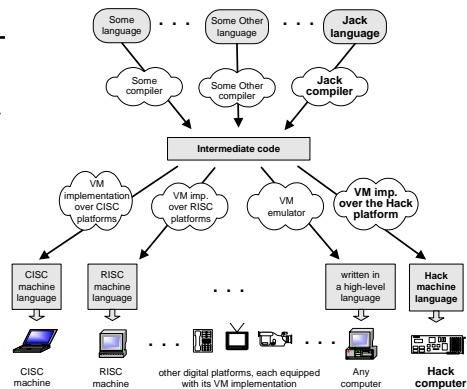 Some
language
. . .
Some Other
language
. . .
Jack
language
Some
compiler
Some Other
compiler
Jack
compiler
Intermediate code
VM
implementation
over CISC
platforms
VM imp.
over RISC
platforms
VM
emulator
VM imp.
over the Hack
platform
CISC
machine
language
RISC
machine
language
. . .
written in
a high-level
language
Hack
machine
language
. . .
. . .
CISC
machine
RISC
machine
other digital platforms, each equipped
with its VM implementation
Any
computer
Hack
computer